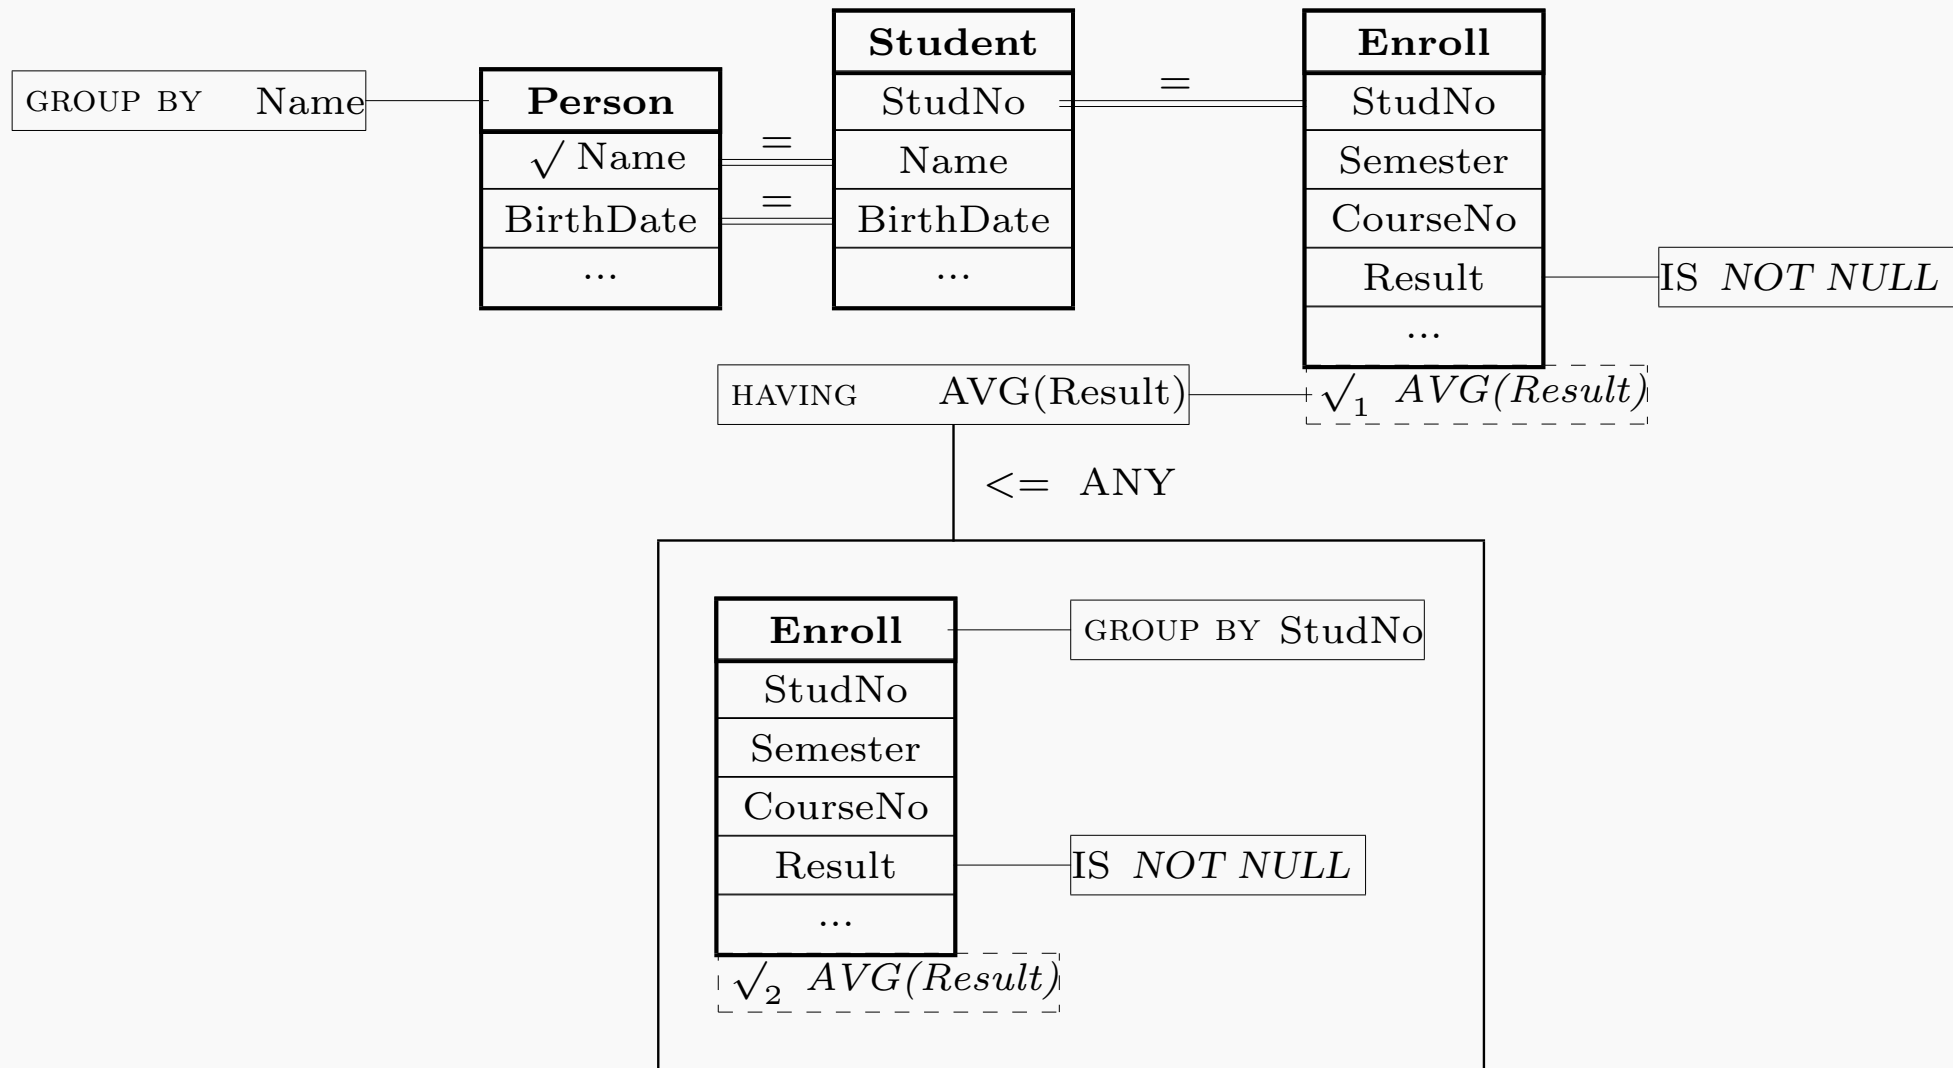 GROUP BY Name
Person
√ Name
BirthDate
...
=
=
Student
StudNo
Name
BirthDate
...
=
Enroll
StudNo
Semester
CourseNo
Result
...
IS NOT NULL
√1 AVG(Result)
HAVING AVG(Result)
<= ANY
Enroll
StudNo
Semester
CourseNo
Result
...
√2 AVG(Result)
GROUP BY StudNo
IS NOT NULL